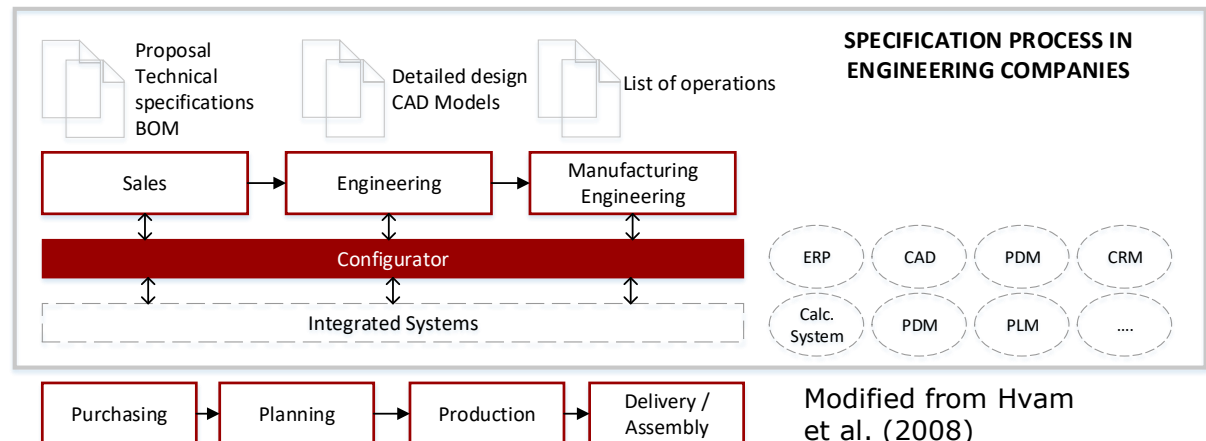 SPECIFICATION PROCESS IN
ENGINEERING COMPANIES
Proposal
Technical
specifications
BOM
Detailed design
CAD Models
List of operations
Sales
Engineering
Manufacturing
Engineering
Configurator
ERP
CAD
PDM
CRM
Integrated Systems
Calc.
System
PDM
PLM
....
Purchasing
Planning
Production
Delivery /
Assembly
Modified from Hvam
et al. (2008)